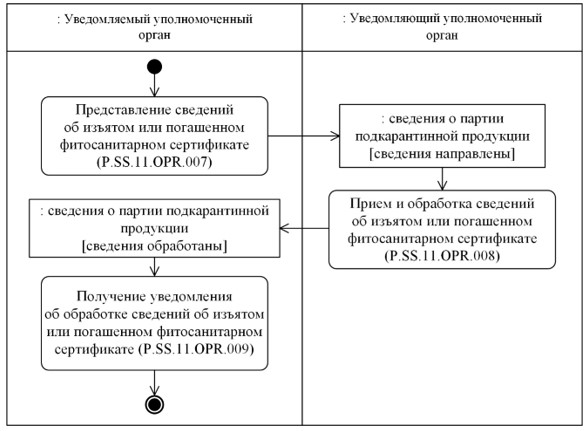 : Уведомляемый уполномоченный
орган
: Уведомляющий уполномоченный
орган
Представление сведений
об изъятом или погашенном
фитосанитарном сертификате
(P.SS.11.OPR.007)
: сведения о партии
подкарантинной продукции
[сведения направлены]
Прием и обработка сведений
об изъятом или погашенном
фитосанитарном сертификате
(P.SS.11.OPR.008)
: сведения о партии подкарантинной
продукции
[сведения обработаны]
Получение уведомления
об обработке сведений об изъятом
или погашенном фитосанитарном
сертификате (P.SS.11.OPR.009)